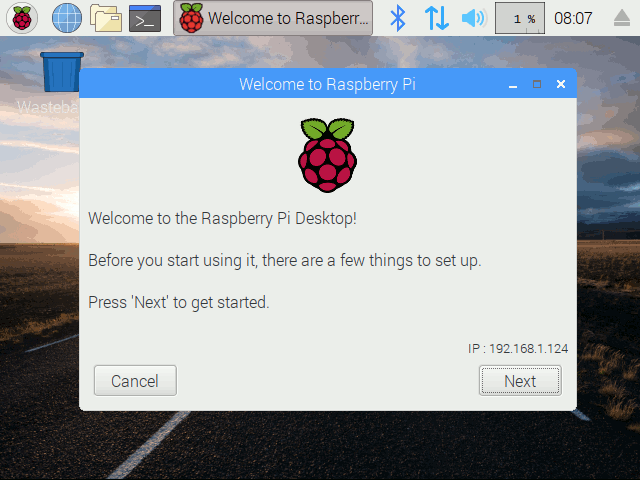 Welcome to Raspberr...
1 %
08:07
Welcome to Raspberry Pi
Welcome to the Raspberry Pi Desktop!
Before you start using it, there are a few things to set up.
Press 'Next' to get started.
IP : 192.168.1.124
Cancel
Next